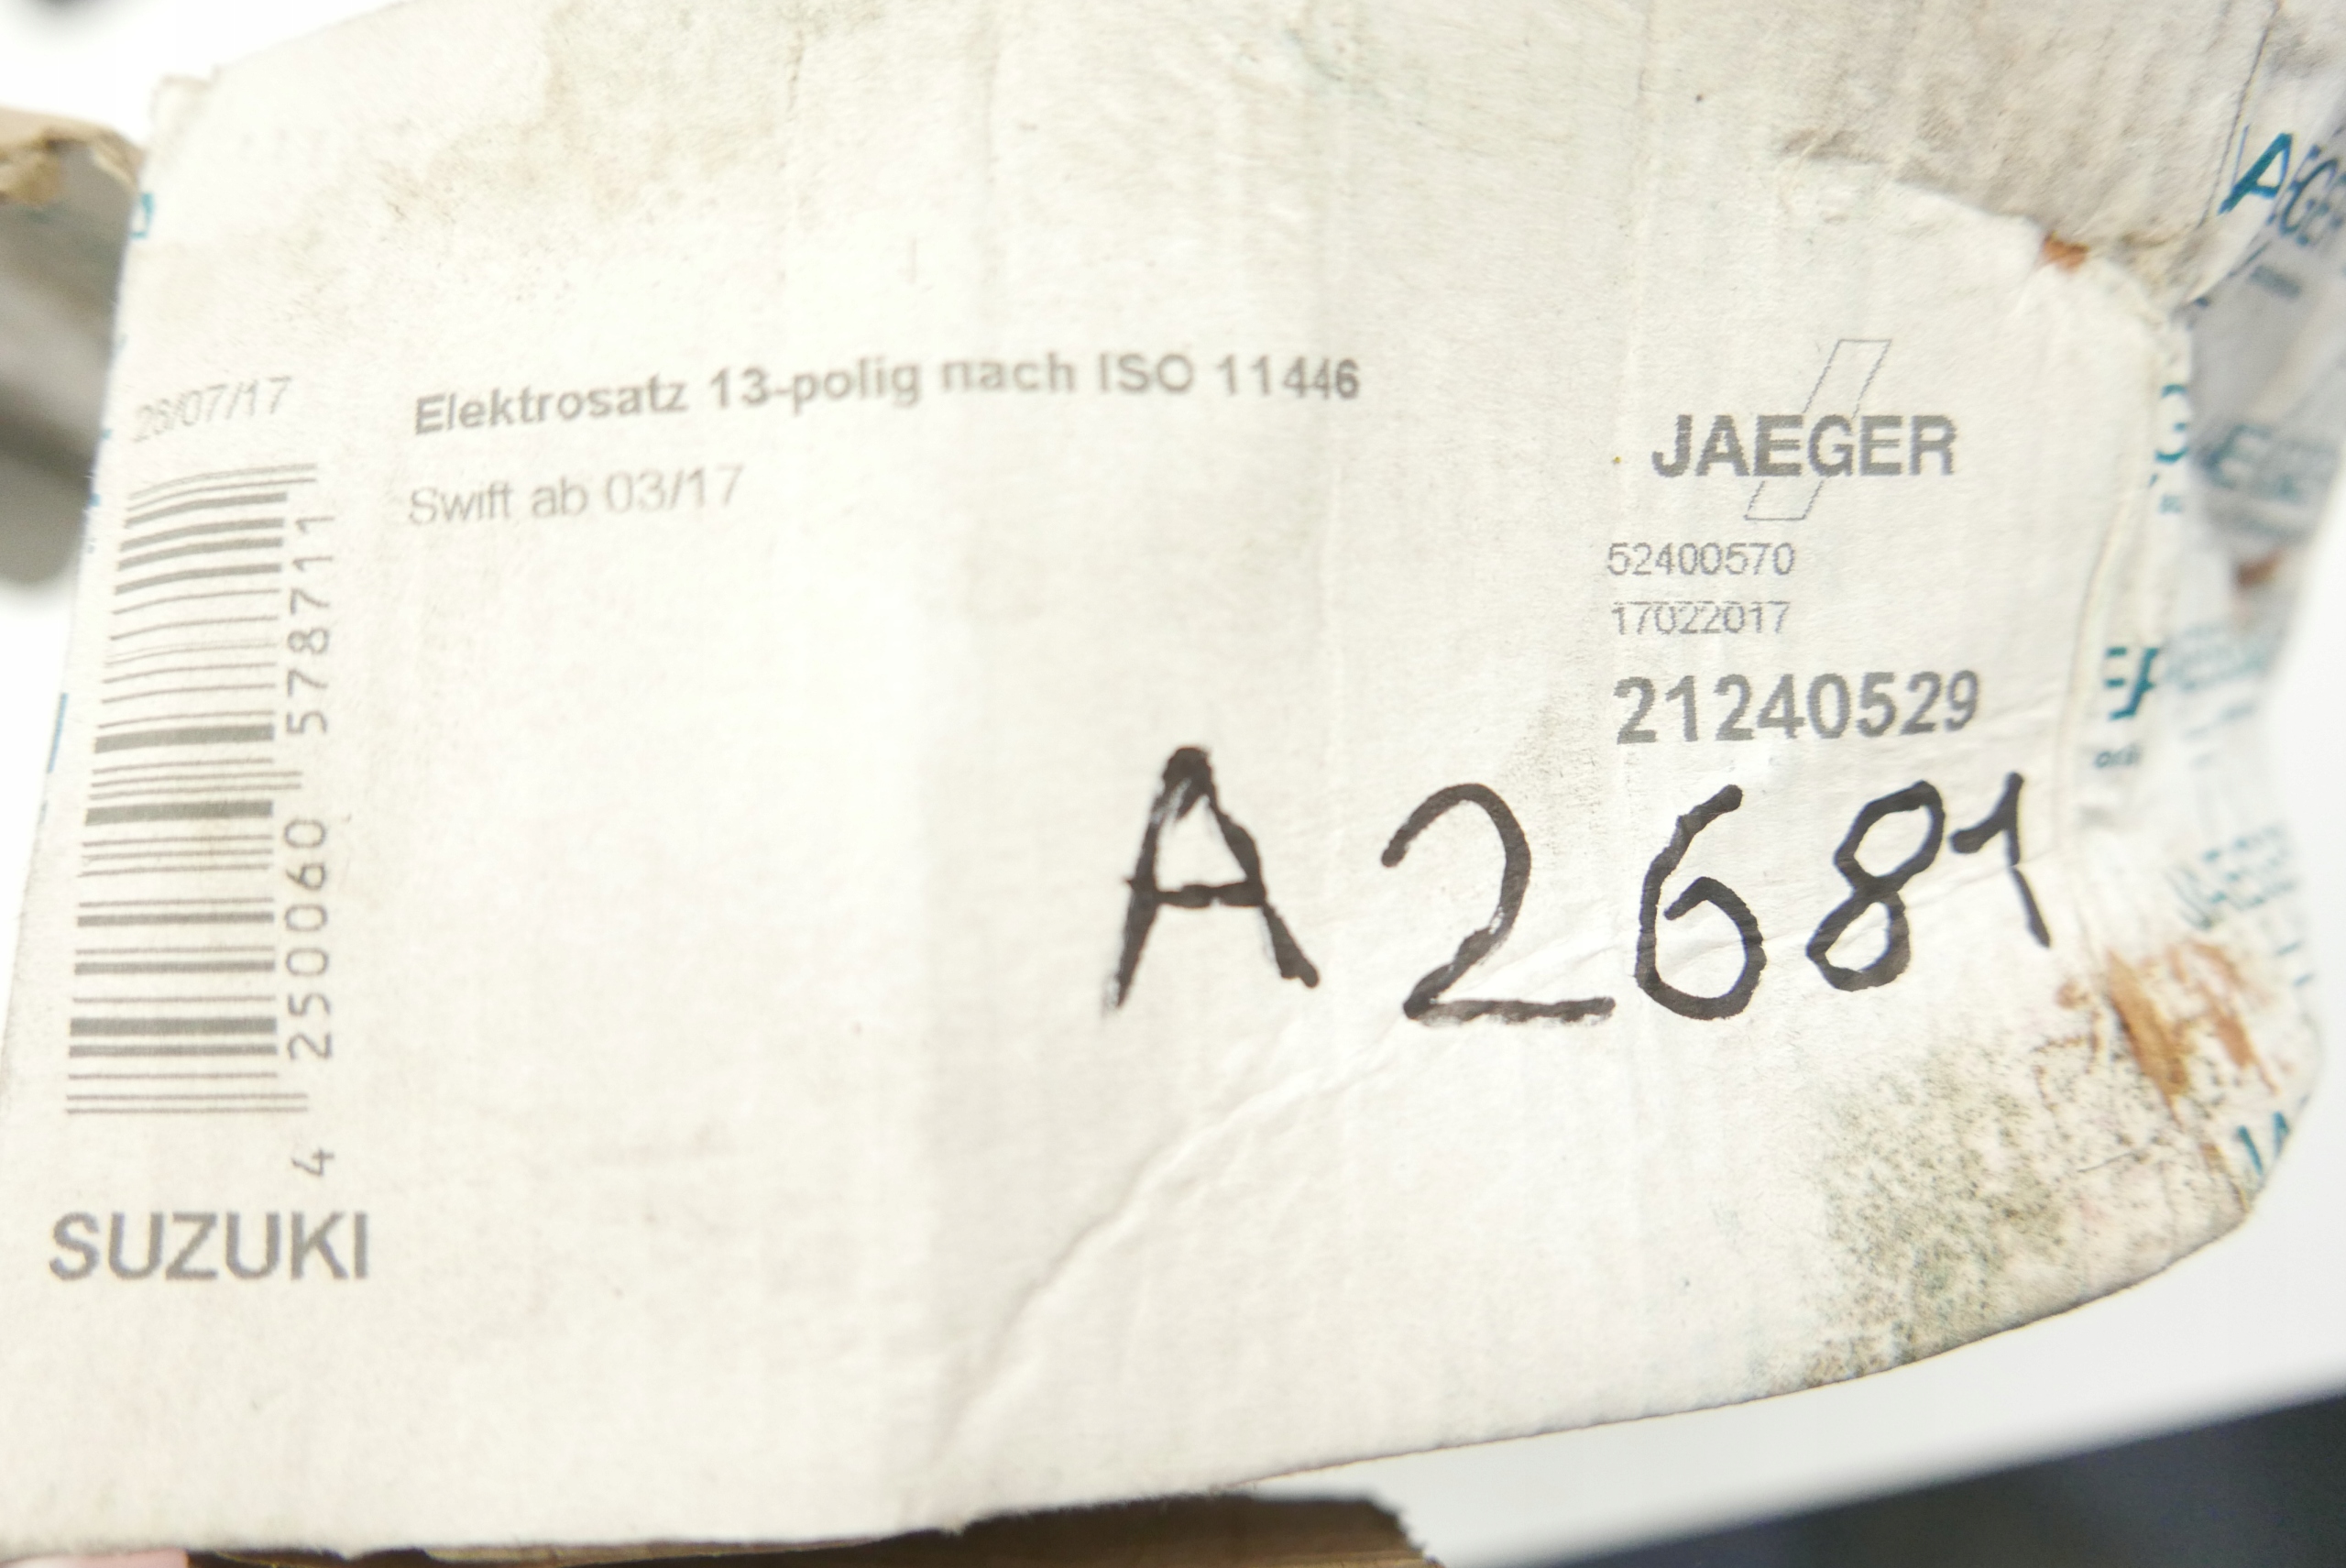 26/07/17
Elektrosatz 13-polig nach ISO 11446
Swift ab 03/17
4 250060 578711
SUZUKI
JAEGER
52400570
17022017
21240529
A2681
JAEGER